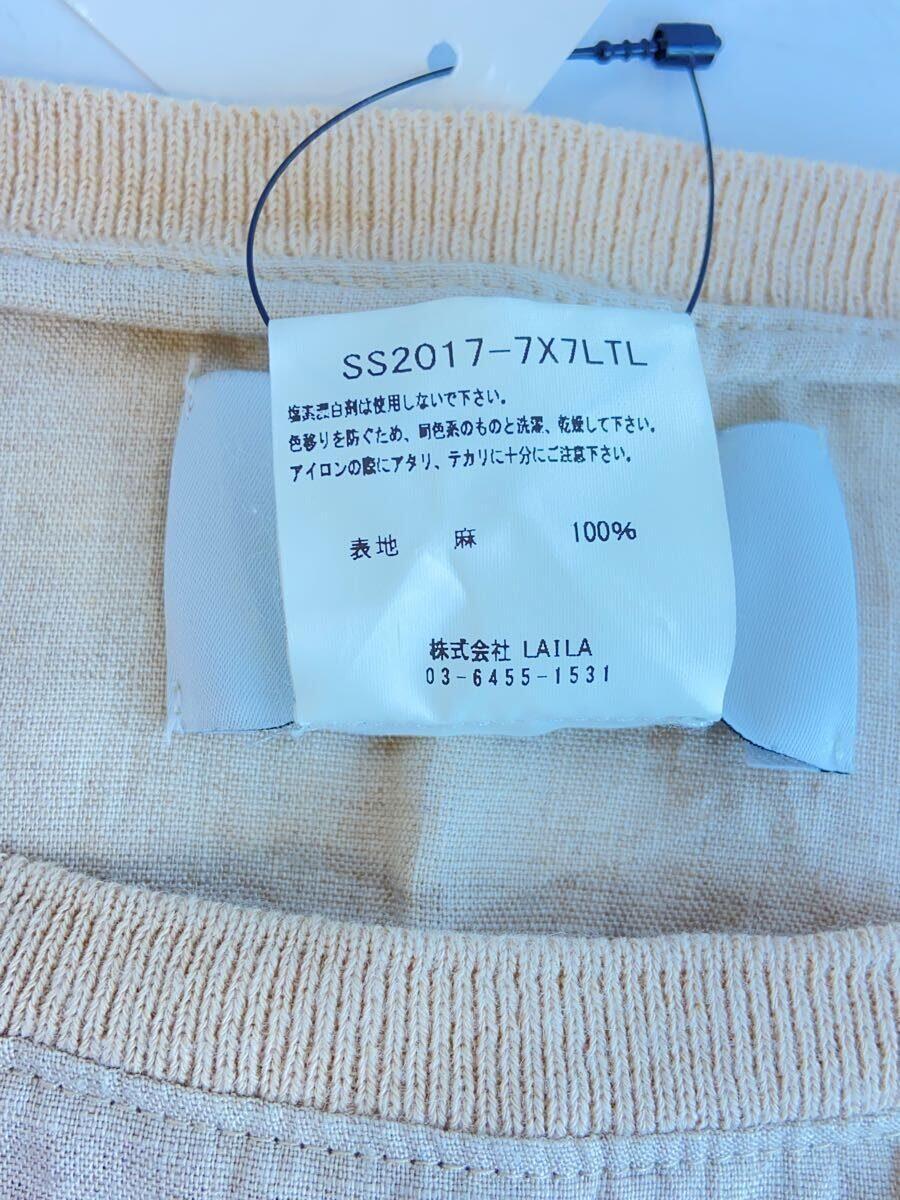 SS2017-7X7LTL
塩素漂白剤は使用しないで下さい。
色移りを防ぐため、同色系のものと洗濯、乾燥して下さい。
アイロンの際にアタリ、テカリに十分にご注意下さい。
表地 麻 100%
株式会社 LAILA
03-6455-1531